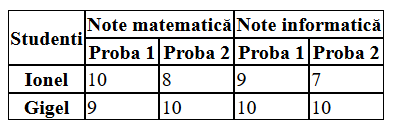 Studenti Note matematică Note informatică
Proba 1 Proba 2 Proba 1 Proba 2
Ionel 10 8 9 7
Gigel 9 10 10 10